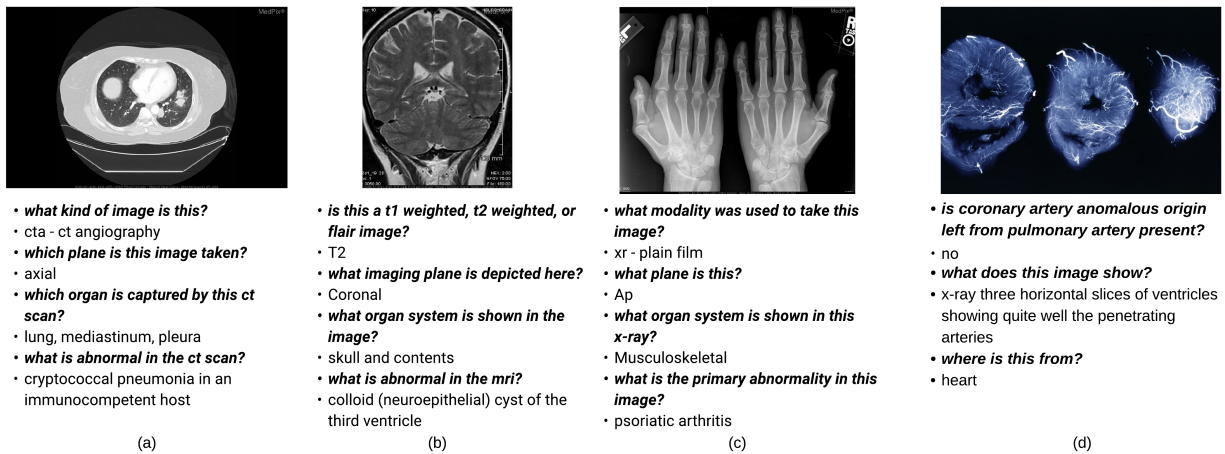 MedPix®
• what kind of image is this?
• cta - ct angiography
• which plane is this image taken?
• axial
• which organ is captured by this ct
scan?
• lung, mediastinum, pleura
• what is abnormal in the ct scan?
• cryptococcal pneumonia in an
immunocompetent host
(a)
• is this a t1 weighted, t2 weighted, or
flair image?
• T2
• what imaging plane is depicted here?
• Coronal
• what organ system is shown in the
image?
• skull and contents
• what is abnormal in the mri?
• colloid (neuroepithelial) cyst of the
third ventricle
(b)
MedPix®
L
R
• what modality was used to take this
image?
• xr - plain film
• what plane is this?
• Ap
• what organ system is shown in this
x-ray?
• Musculoskeletal
• what is the primary abnormality in this
image?
• psoriatic arthritis
(c)
• is coronary artery anomalous origin
left from pulmonary artery present?
• no
• what does this image show?
• x-ray three horizontal slices of ventricles
showing quite well the penetrating
arteries
• where is this from?
• heart
(d)